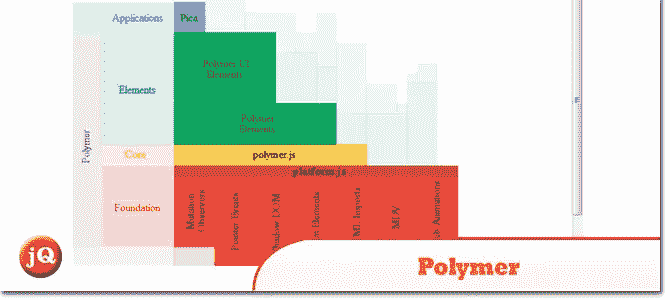 Applications
Pica
Polymer UI
Elements
Elements
Polymer
Elements
Polymer
Core
polymer.js
platform.js
Foundation
Mutation
Observers
Pointer Events
Shadow DOM
Imports
MDV
Animations
jQ
Polymer